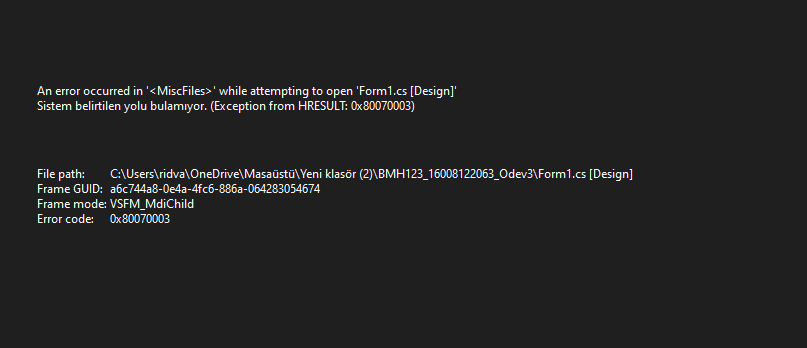 An error occurred in '<MiscFiles>' while attempting to open 'Form1.cs [Design]'
Sistem belirtilen yolu bulamıyor. (Exception from HRESULT: 0x80070003)
File path: C:\Users\ridva\OneDrive\Masaüstü\Yeni klasör (2)\BMH123_16008122063_Odev3\Form1.cs [Design]
Frame GUID: a6c744a8-0e4a-4fc6-886a-064283054674
Frame mode: VSFM_MdiChild
Error code: 0x80070003